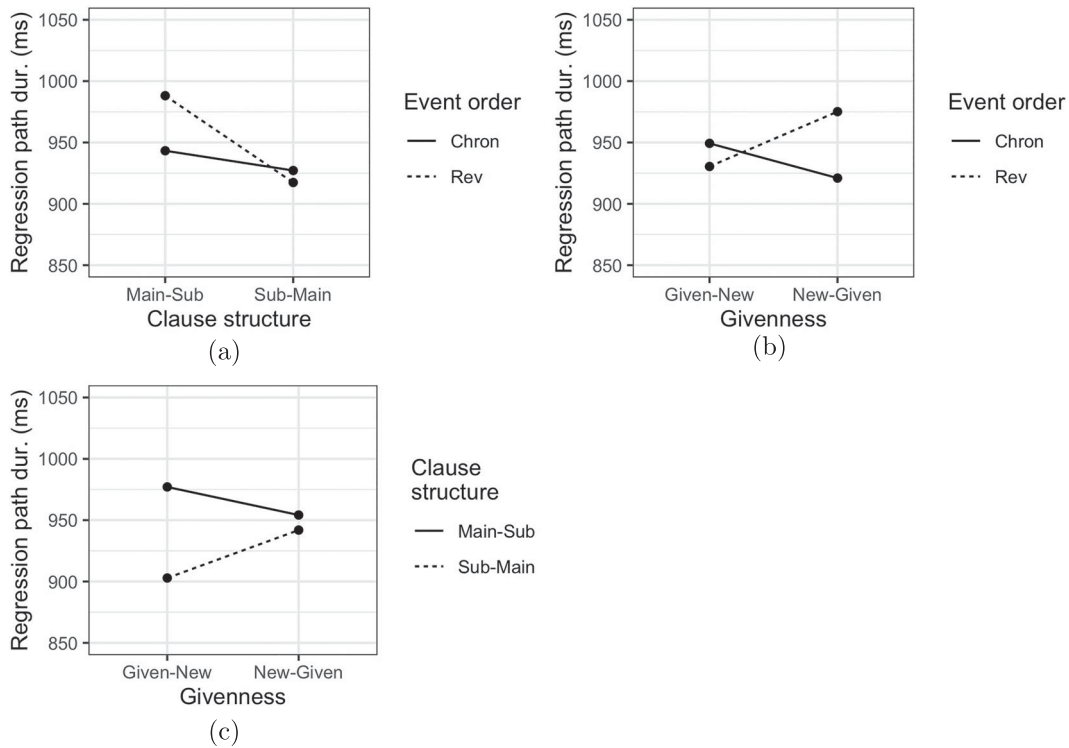 Regression path dur. (ms)
1050
1000
950
900
850
Main-Sub Sub-Main
Clause structure
Event order
Chron
Rev
(a)
Regression path dur. (ms)
1050
1000
950
900
850
Given-New New-Given
Givenness
Event order
Chron
Rev
(b)
Regression path dur. (ms)
1050
1000
950
900
850
Given-New New-Given
Givenness
Clause
structure
Main-Sub
Sub-Main
(c)